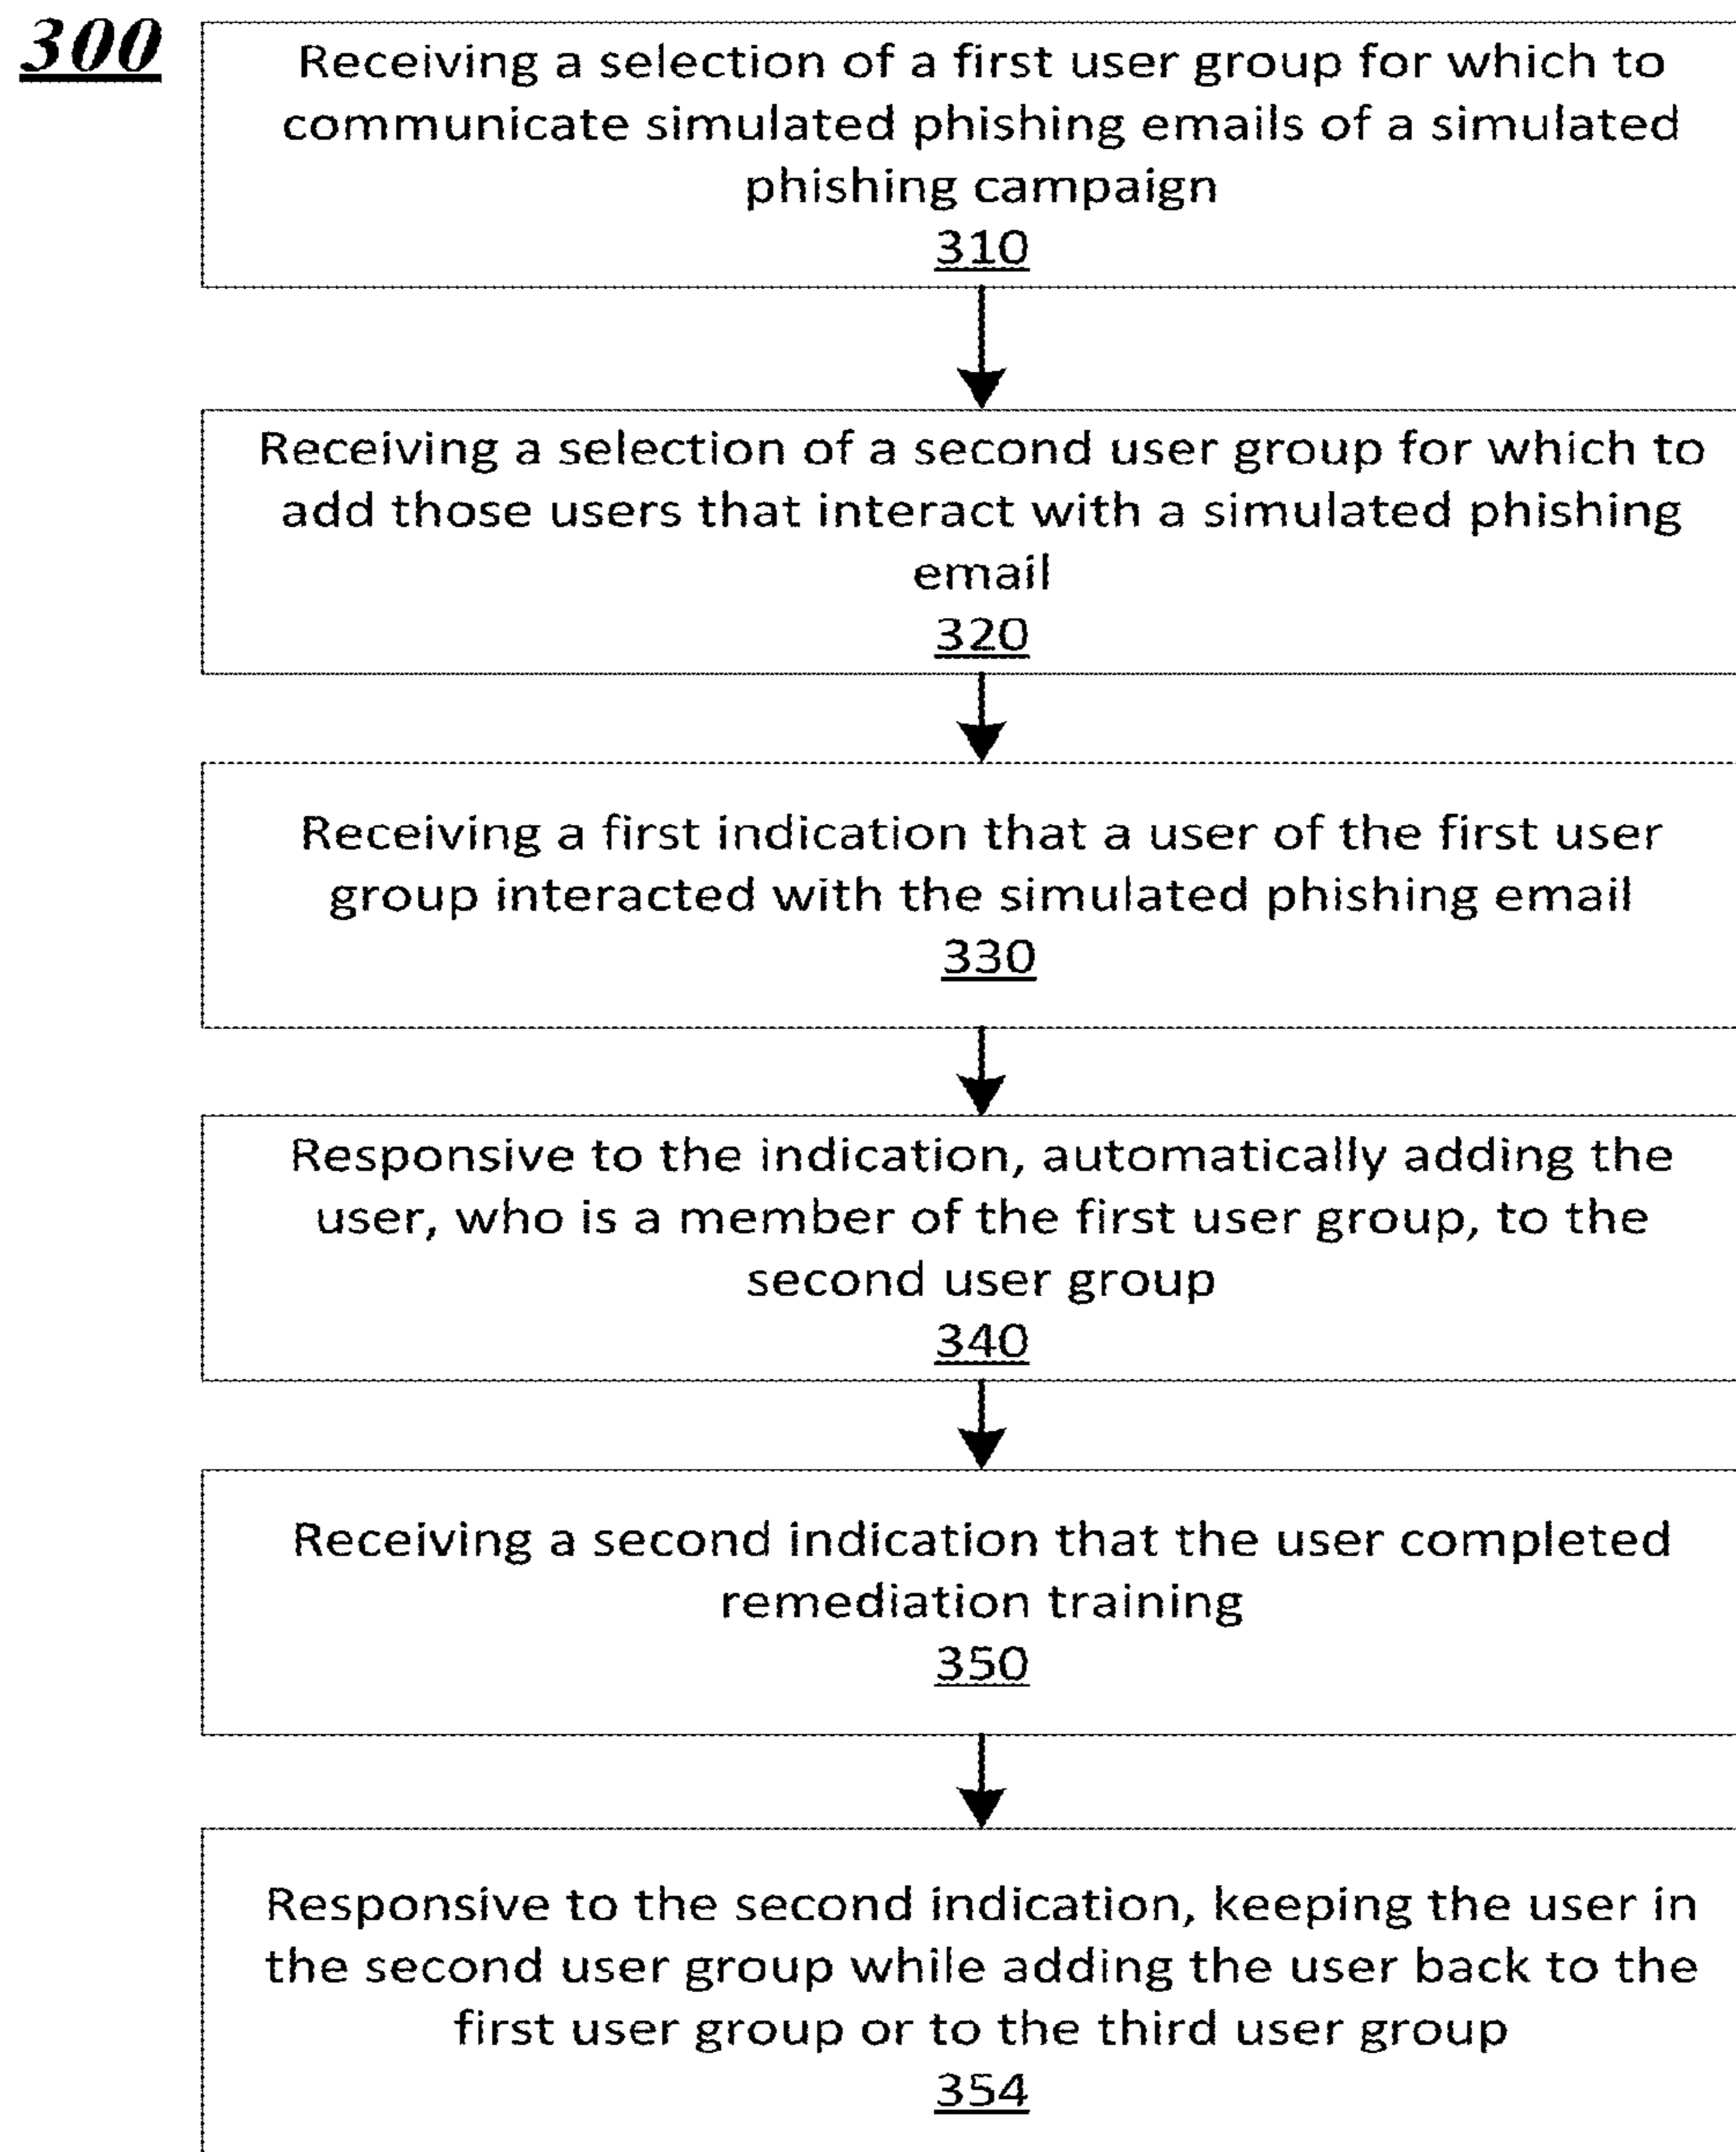 300
Receiving a selection of a first user group for which to
communicate simulated phishing emails of a simulated
phishing campaign
310
Receiving a selection of a second user group for which to
add those users that interact with a simulated phishing
email
320
Receiving a first indication that a user of the first user
group interacted with the simulated phishing email
330
Responsive to the indication, automatically adding the
user, who is a member of the first user group, to the
second user group
340
Receiving a second indication that the user completed
remediation training
350
Responsive to the second indication, keeping the user in
the second user group while adding the user back to the
first user group or to the third user group
354